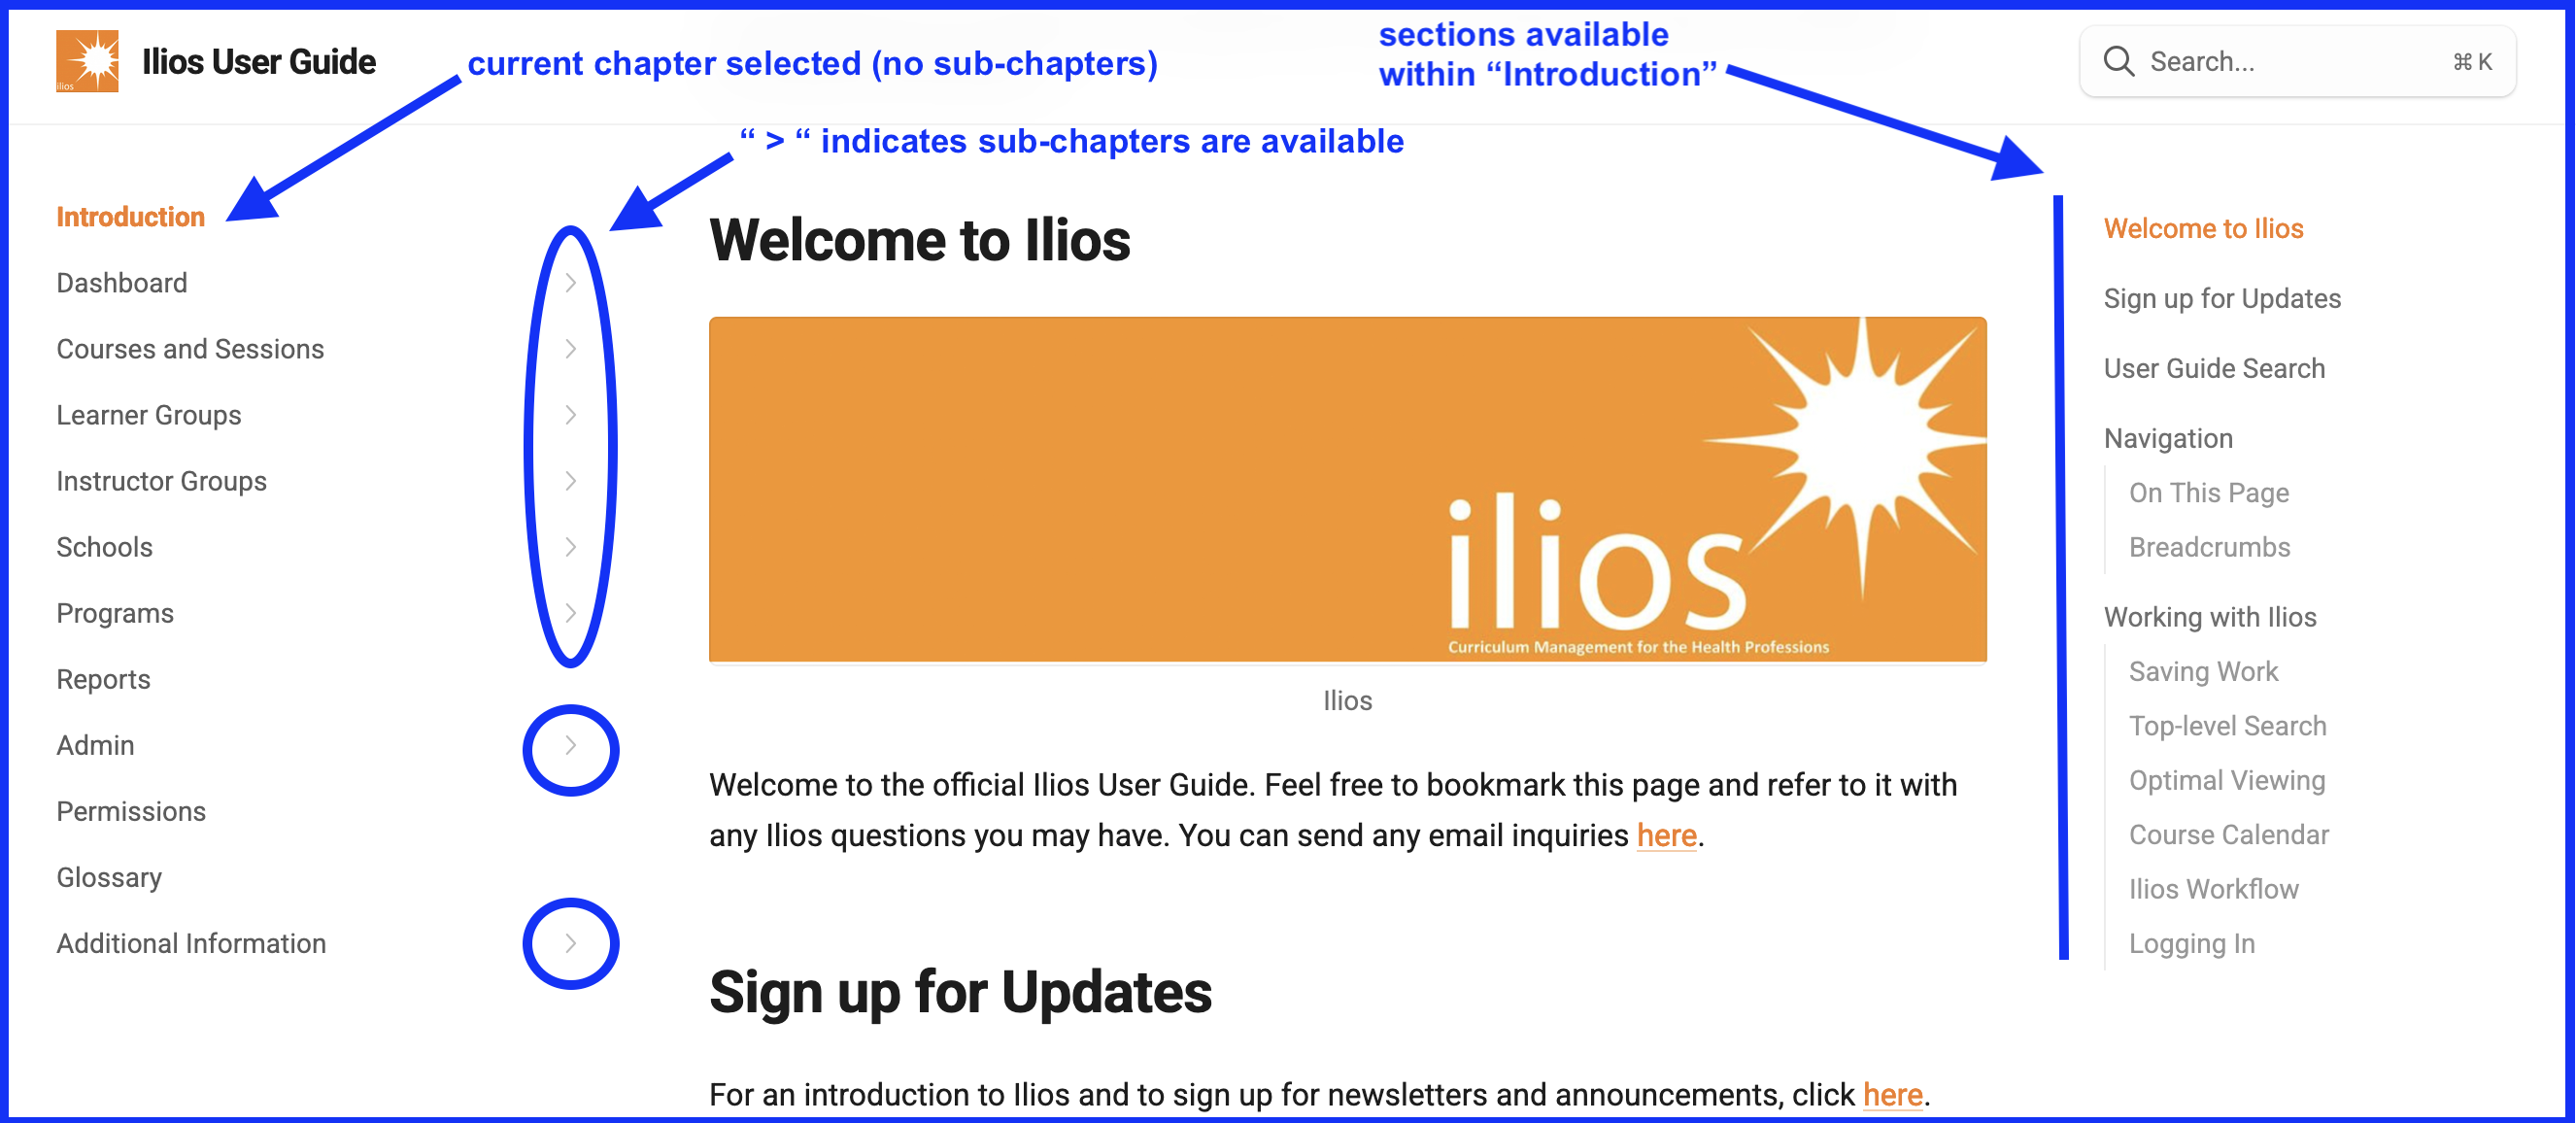 ilios
Ilios User Guide
current chapter selected (no sub-chapters)
sections available
within “Introduction”
Search...
⌘ K
“ > “ indicates sub-chapters are available
Introduction
Dashboard
Courses and Sessions
Learner Groups
Instructor Groups
Schools
Programs
Reports
Admin
Permissions
Glossary
Additional Information
Welcome to Ilios
ilios
Curriculum Management for the Health Professions
Ilios
Welcome to the official Ilios User Guide. Feel free to bookmark this page and refer to it with
any Ilios questions you may have. You can send any email inquiries here.
Sign up for Updates
For an introduction to Ilios and to sign up for newsletters and announcements, click here.
Welcome to Ilios
Sign up for Updates
User Guide Search
Navigation
On This Page
Breadcrumbs
Working with Ilios
Saving Work
Top-level Search
Optimal Viewing
Course Calendar
Ilios Workflow
Logging In